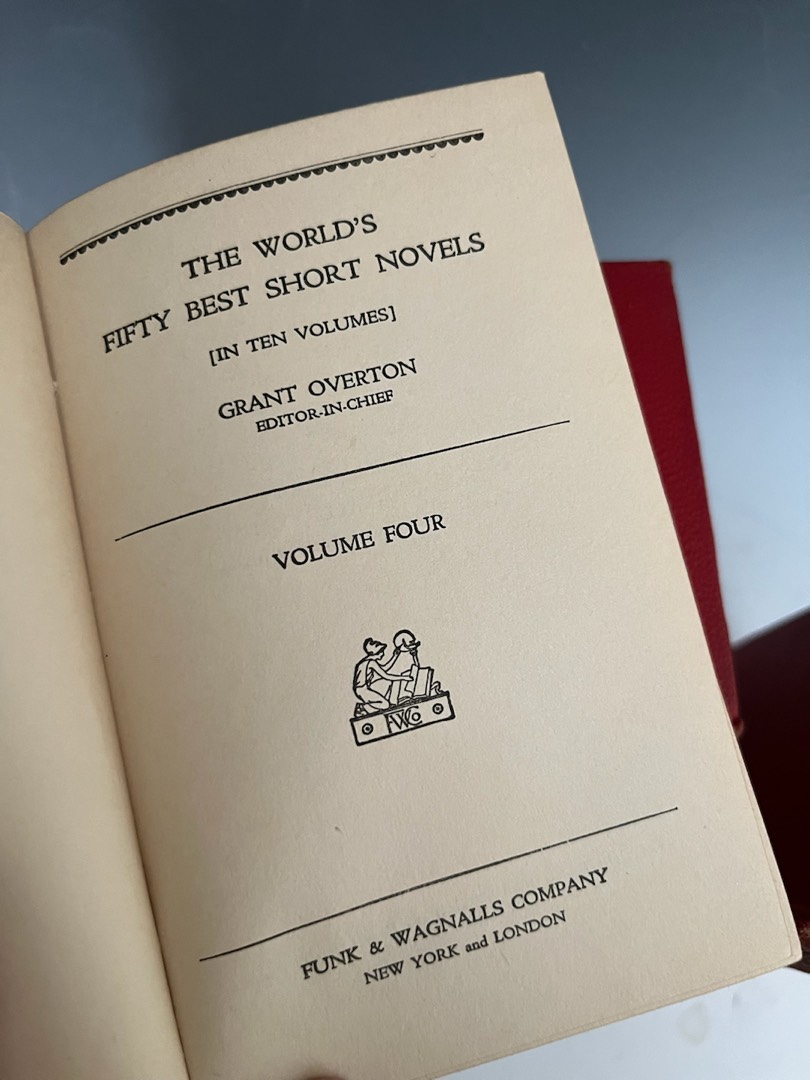 THE WORLD'S
FIFTY BEST SHORT NOVELS
[IN TEN VOLUMES]
GRANT OVERTON
EDITOR-IN-CHIEF
VOLUME FOUR
FWCo
FUNK & WAGNALLS COMPANY
NEW YORK and LONDON